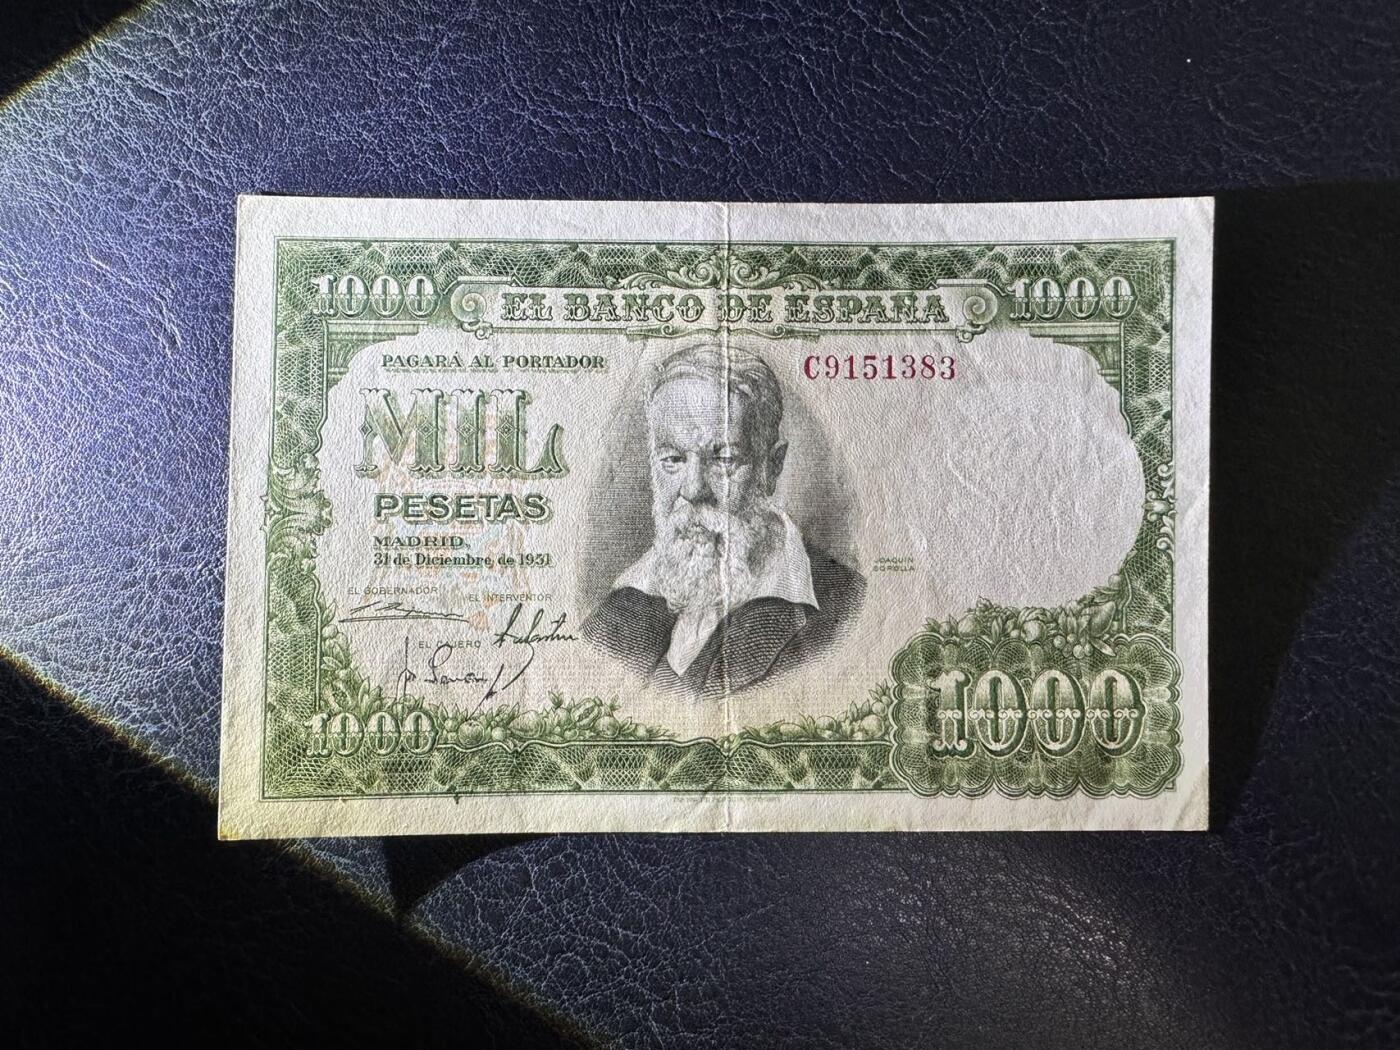 1000 EL BANCO DE ESPAÑA 1000
PAGARÁ AL PORTADOR
C9151383
MIL
PESETAS
MADRID,
31 de Diciembre de 1951
JOAQUIN
SOROLLA
EL GOBERNADOR
EL INTERVENTOR
EL CAJERO
1000
1000